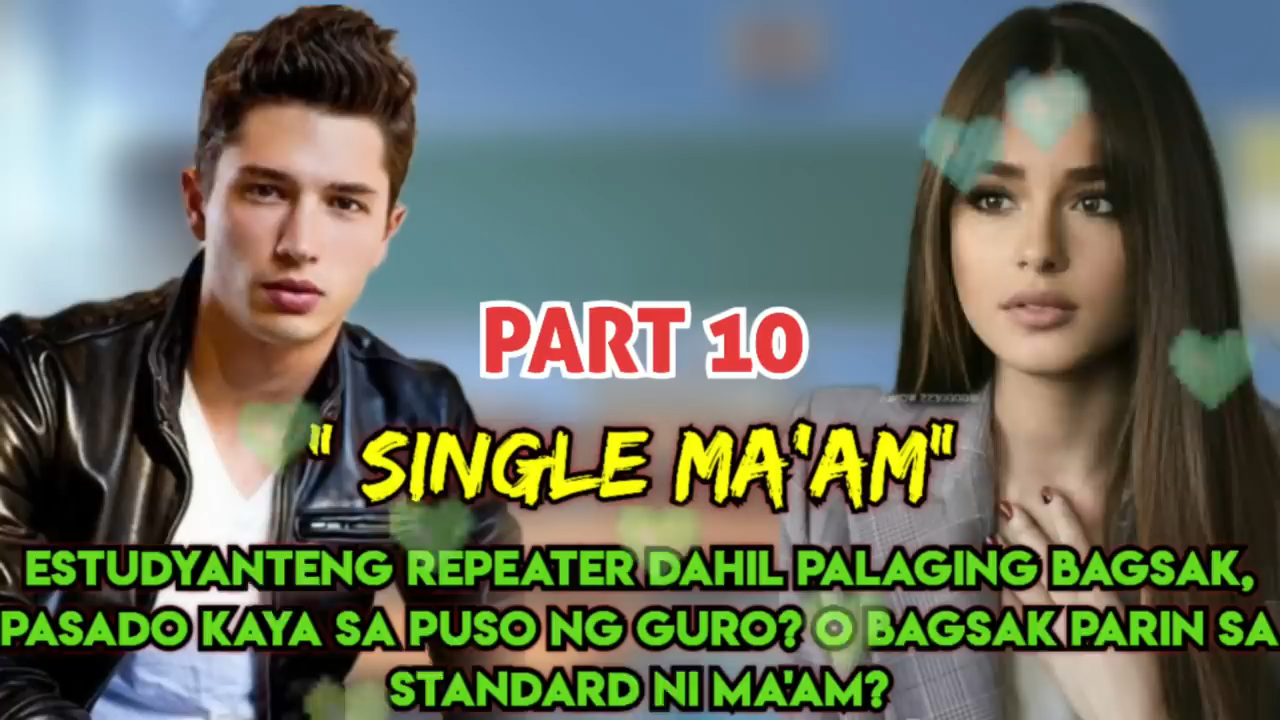 PART 10
" SINGLE MA'AM"
ESTUDYANTENG REPEATER DAHIL PALAGING BAGSAK,
PASADO KAYA SA PUSO NG GURO? O BAGSAK PARIN SA
STANDARD NI MA'AM?